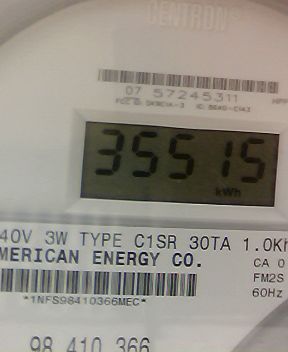 CENTRON®
07 57245311
35515
kWh
40V 3W TYPE C1SR 30TA 1.0Kh
MERICAN ENERGY CO.
CA 0
FM2S
60Hz
*1NFS98410366MEC*
98 410 366